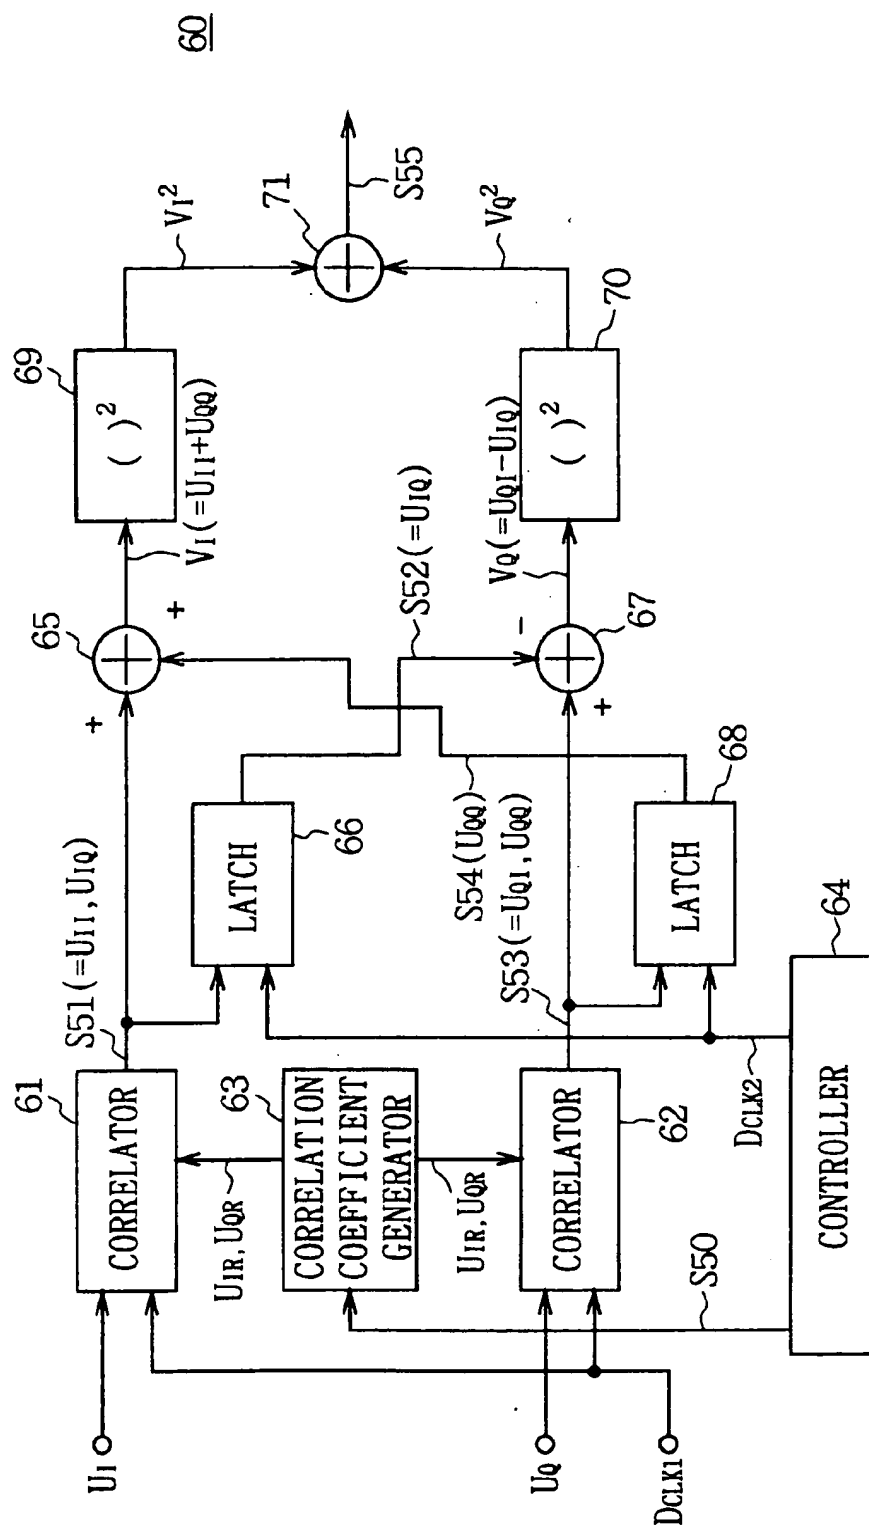 60
UI
UQ
DCLK1
61
CORRELATOR
UIR, UQR
63
CORRELATION
COEFFICIENT
GENERATOR
UIR, UQR
CORRELATOR
62
S50
CONTROLLER
64
DCLK2
S51(=UII, UIQ)
LATCH
66
S54(UQQ)
S53(=UQI, UQQ)
LATCH
68
65
+
+
S52(=UIQ)
-
+
67
VI(=UII+UQQ)
VQ(=UQI-UIQ)
69
( )²
( )²
70
VI²
71
S55
VQ²